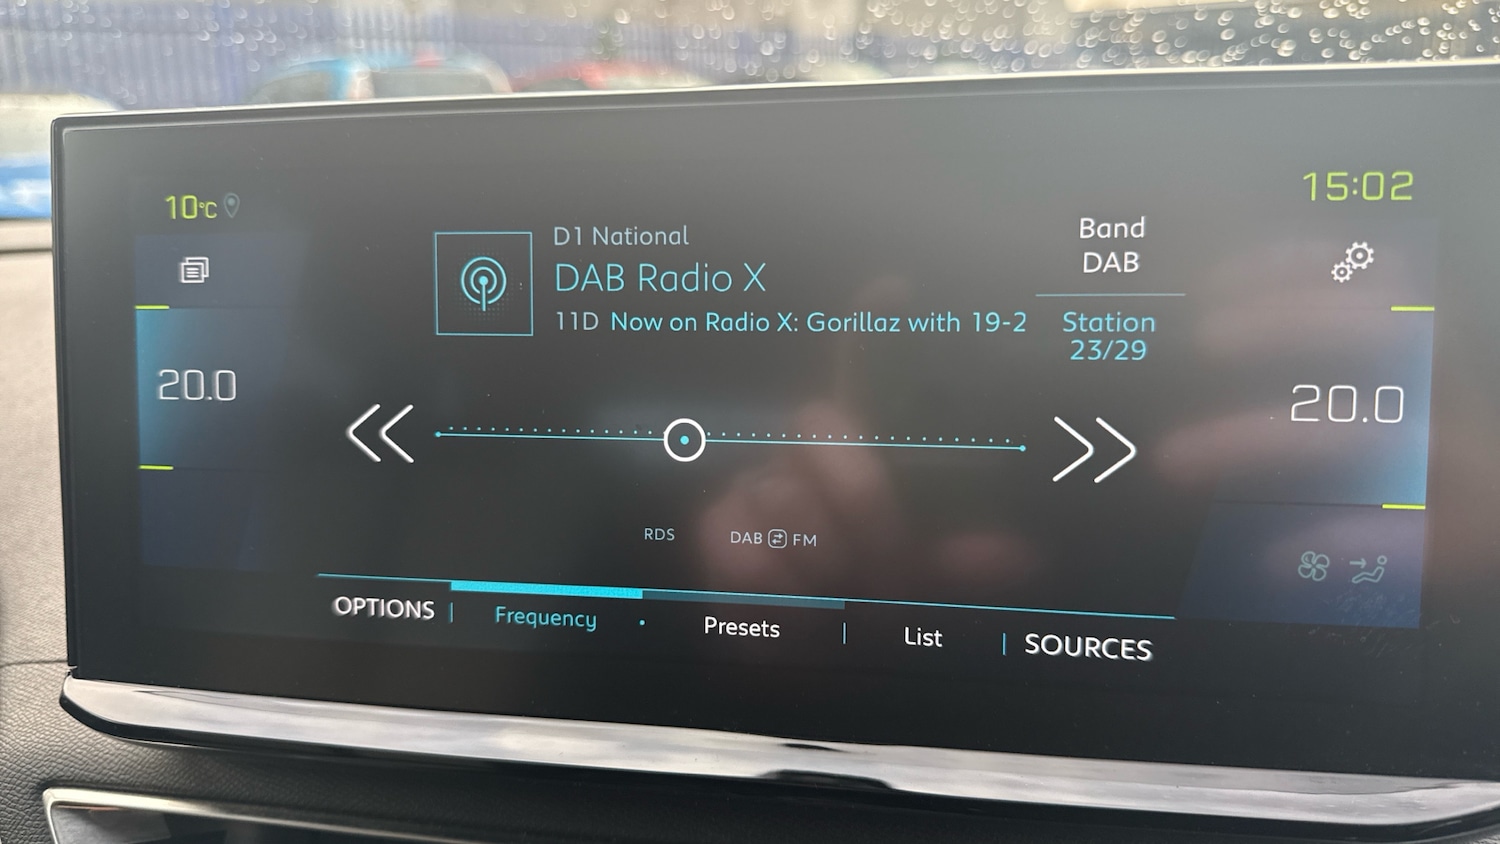 10°C
15:02
D1 National
DAB Radio X
11D Now on Radio X: Gorillaz with 19-2
Band
DAB
Station
23/29
20.0
20.0
RDS
DAB FM
OPTIONS
Frequency
Presets
List
SOURCES